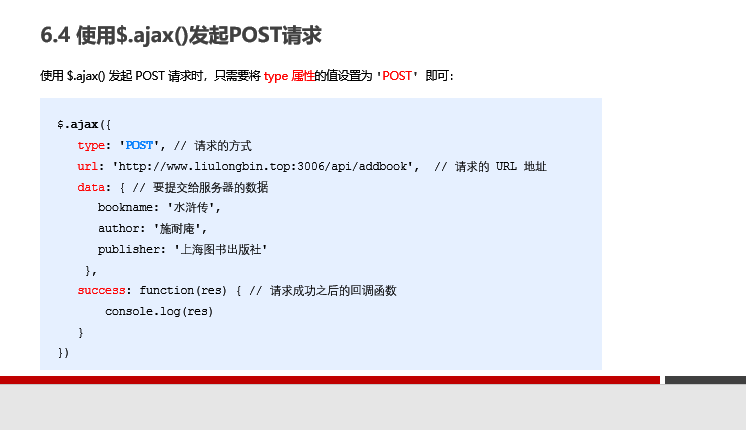 6.4 使用$.ajax()发起POST请求
使用 $.ajax() 发起 POST 请求时，只需要将 type 属性的值设置为 'POST' 即可：
$.ajax({
type: 'POST', // 请求的方式
url: 'http://www.liulongbin.top:3006/api/addbook', // 请求的 URL 地址
data: { // 要提交给服务器的数据
bookname: '水浒传',
author: '施耐庵',
publisher: '上海图书出版社'
},
success: function(res) { // 请求成功之后的回调函数
console.log(res)
}
})